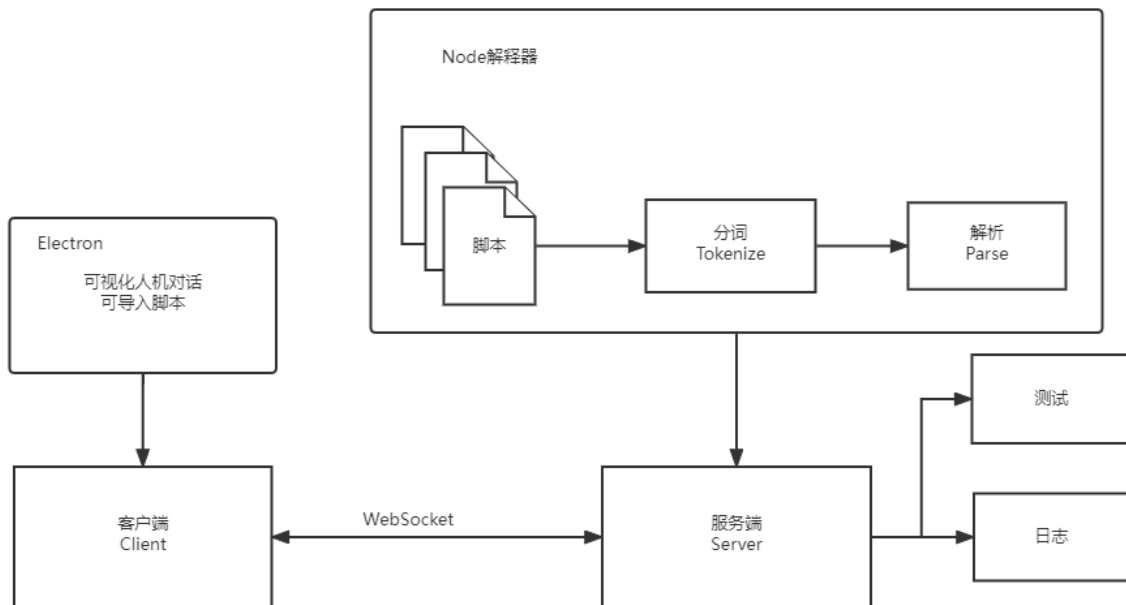 Node解释器
脚本
分词
Tokenize
解析
Parse
Electron
可视化人机对话
可导入脚本
测试
客户端
Client
WebSocket
服务端
Server
日志